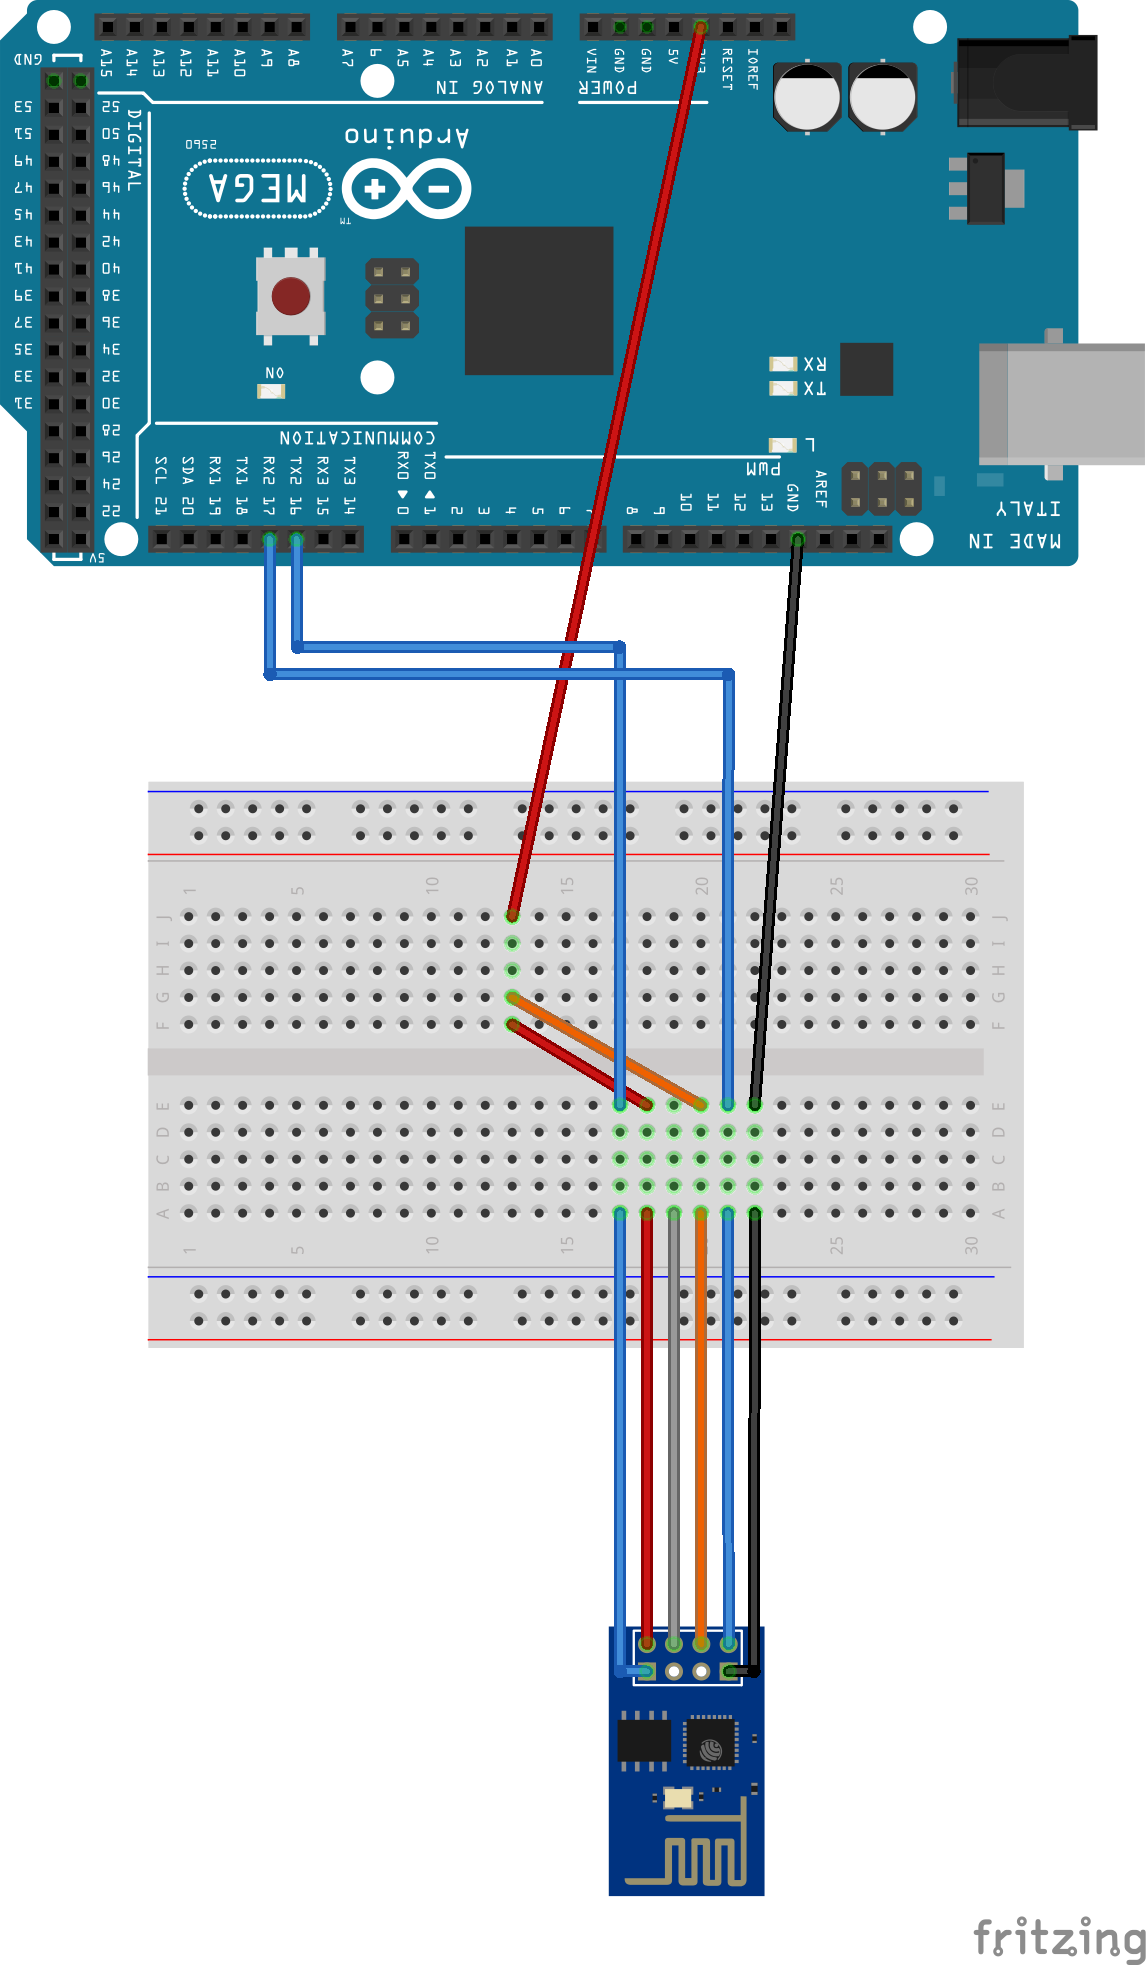 A15 A14 A13 A12 A11 A10 A9 A8
A7 A5 A4 A3 A2 A1 A0
VIN GND GND 5V RESET IOREF
GND
ANALOG IN
POWER
53 52
51 50
49 48
47 46
45 44
43 42
41 40
39 38
37 36
35 34
33 32
31 30
28
26
24
22
5V
DIGITAL
Arduino
2560
MEGA
TM
ON
RX
TX
L
COMMUNICATION
PWM
SCL 21
SDA 20
RX1 19
TX1 18
RX2 17
TX2 16
RX3 15
TX3 14
RX0 0
TX0 1
2 3 4 5 6
8 9 10 11 12 13 GND AREF
ITALY
MADE IN
1 5 10 15 20 25 30
J J
I I
H H
G G
F F
E E
D D
C C
B B
A A
1 5 10 15 25 30
fritzing